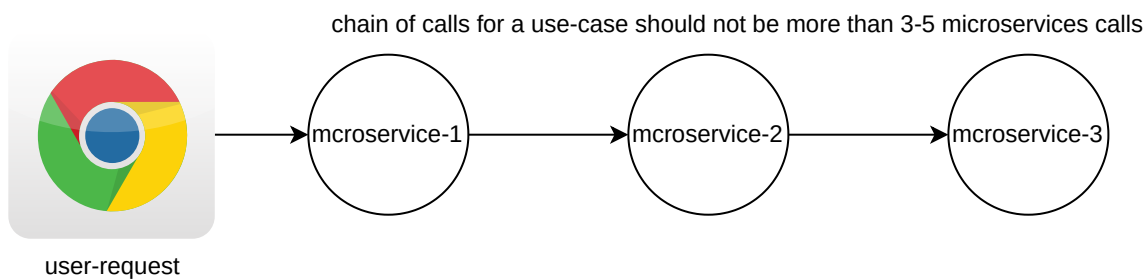 chain of calls for a use-case should not be more than 3-5 microservices calls
mcroservice-1
mcroservice-2
mcroservice-3
user-request